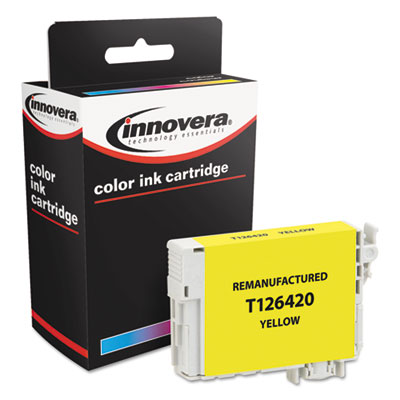 innovera
technology essentials
color ink cartridge
color ink
cartridge
REMANUFACTURED
T126420
YELLOW